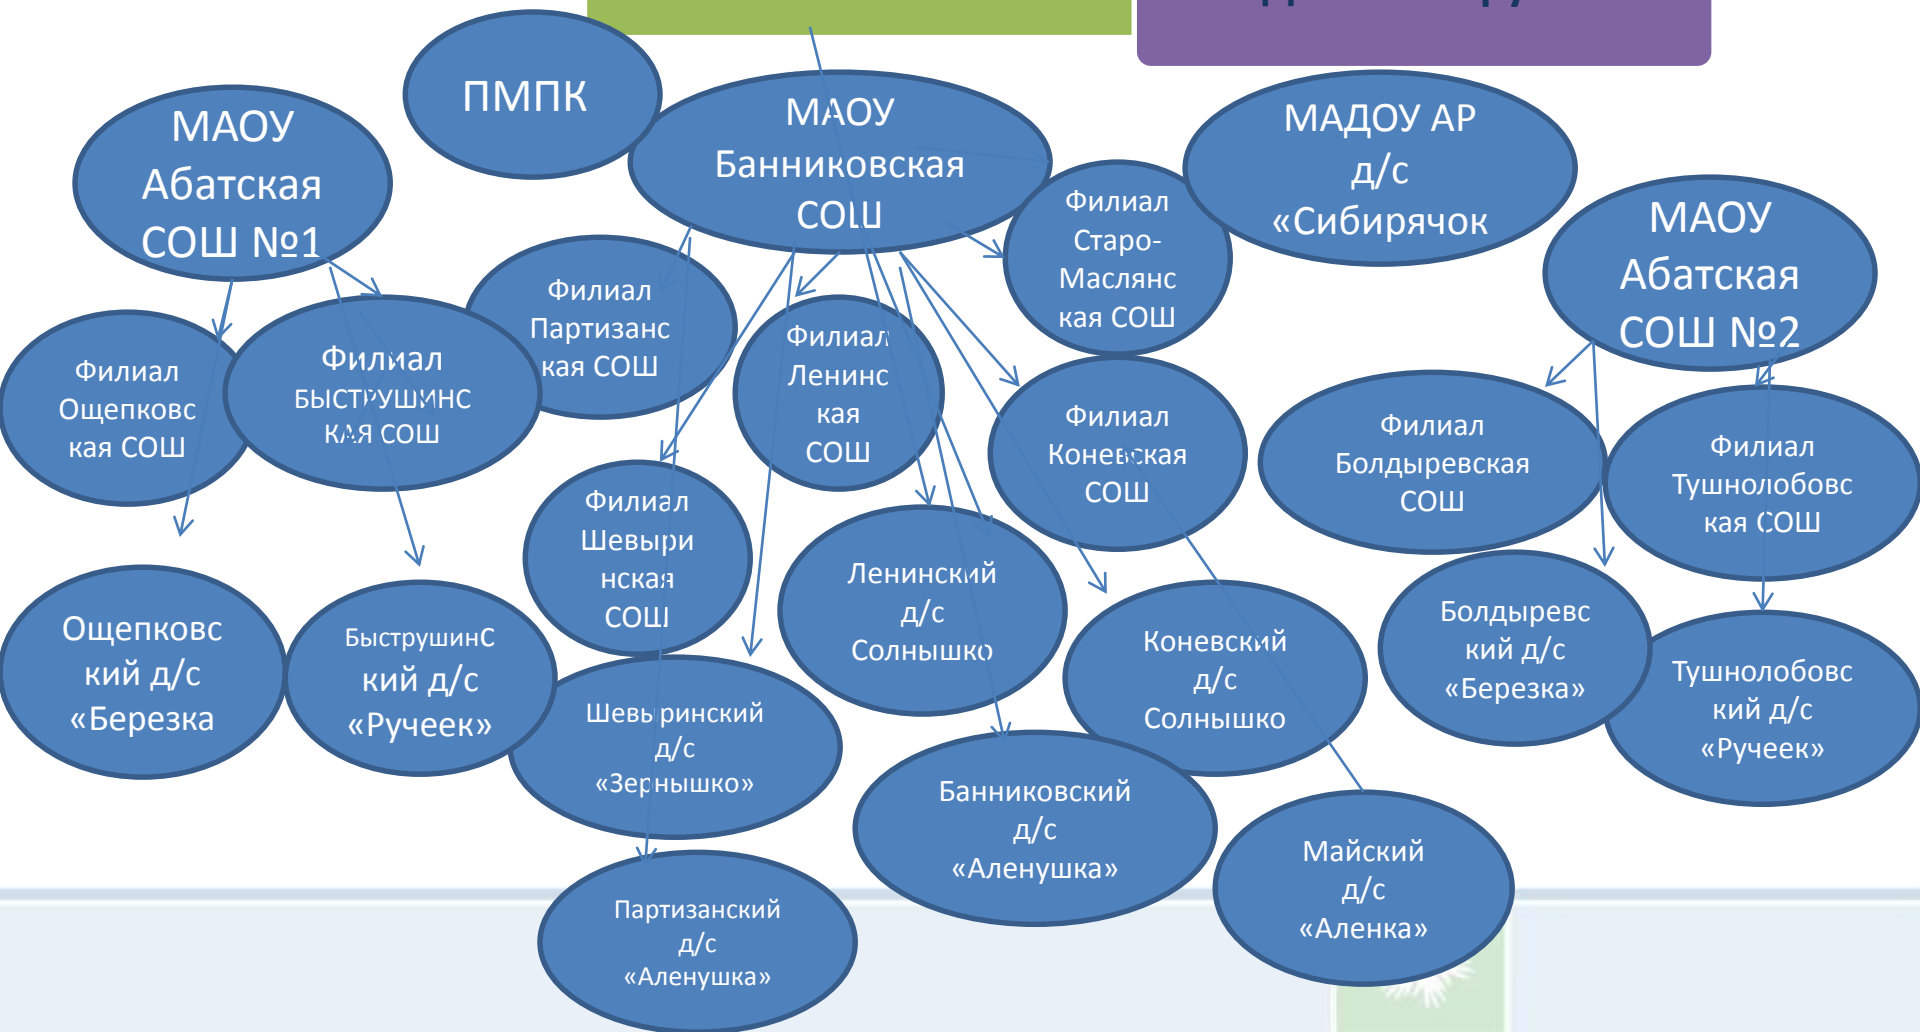 ПМПК
МАОУ
Абатская
СОШ №1
МАОУ
Банниковская
СОШ
МАДОУ АР
д/с
«Сибирячок
МАОУ
Абатская
СОШ №2
Филиал
Старо-
Маслянс
кая СОШ
Филиал
Партизанс
кая СОШ
Филиал
Ощепковс
кая СОШ
Филиал
БЫСТРУШИНС
КАЯ СОШ
Филиал
Ленинс
кая
СОШ
Филиал
Коневская
СОШ
Филиал
Болдыревская
СОШ
Филиал
Тушнолобовс
кая СОШ
Филиал
Шевыри
нская
СОШ
Ленинский
д/с
Солнышко
Ощепковс
кий д/с
«Березка
Быструшинс
кий д/с
«Ручеек»
Коневский
д/с
Солнышко
Болдыревс
кий д/с
«Березка»
Тушнолобовс
кий д/с
«Ручеек»
Шевыринский
д/с
«Зернышко»
Банниковский
д/с
«Аленушка»
Майский
д/с
«Аленка»
Партизанский
д/с
«Аленушка»